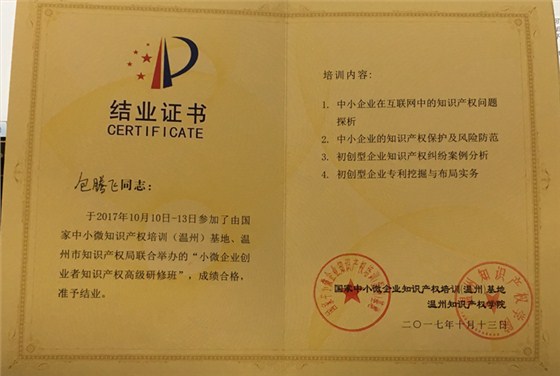 结业证书
CERTIFICATE
包腾飞同志：
于2017年10月10日-13日参加了由国
家中小微知识产权培训（温州）基地、温
州市知识产权局联合举办的“小微企业创
业者知识产权高级研修班”，成绩合格，
准予结业。
培训内容：
1. 中小企业在互联网中的知识产权问题
探析
2. 中小企业的知识产权保护及风险防范
3. 初创型企业知识产权纠纷案例分析
4. 初创型企业专利挖掘与布局实务
国家中小微企业知识产权培训（温州）基地
温州知识产权学院
二〇一七年十月十三日